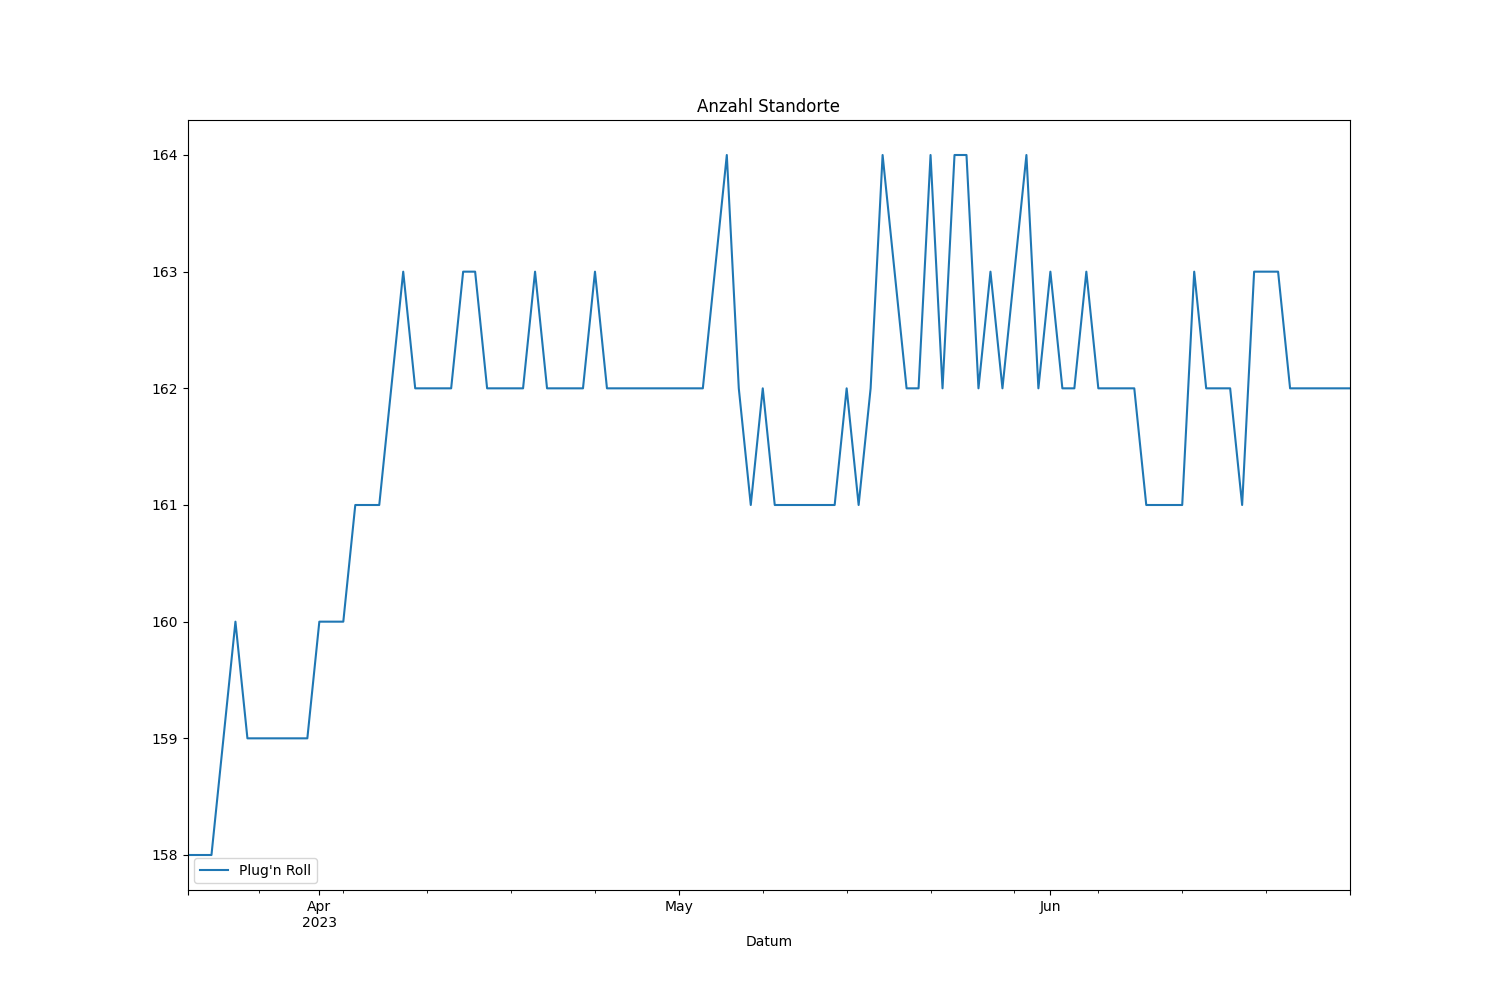 Anzahl Standorte
164
163
162
161
160
159
158
Plug'n Roll
Apr
2023
May
Jun
Datum